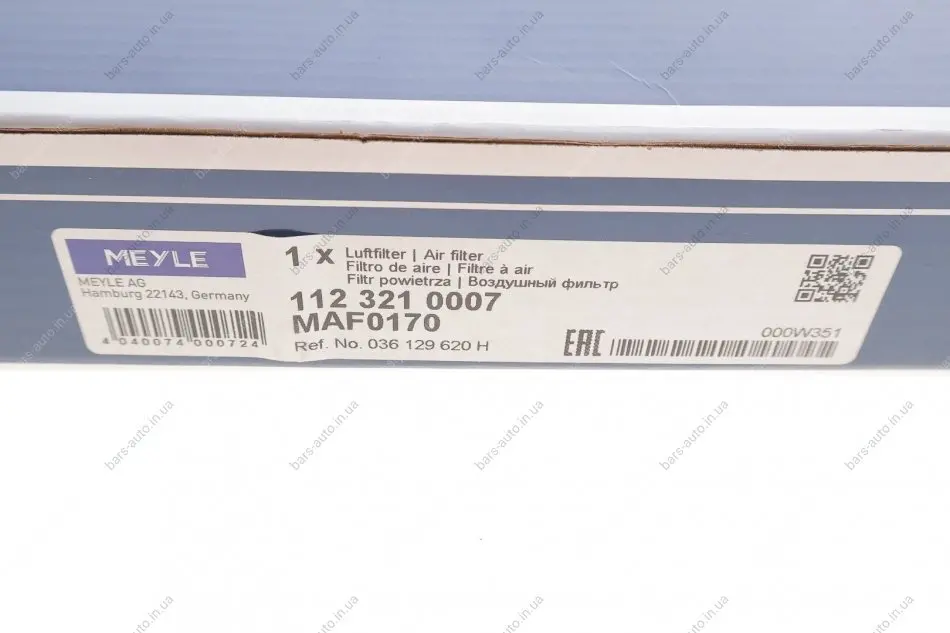 MEYLE
MEYLE AG
Hamburg 22143, Germany
4 040074 000724
1 x
Luftfilter | Air filter
Filtro de aire | Filtre à air
Filtr powietrza | Воздушный фильтр
112 321 0007
MAF0170
Ref. No. 036 129 620 H
EAC
000W351
bars-auto.in.ua